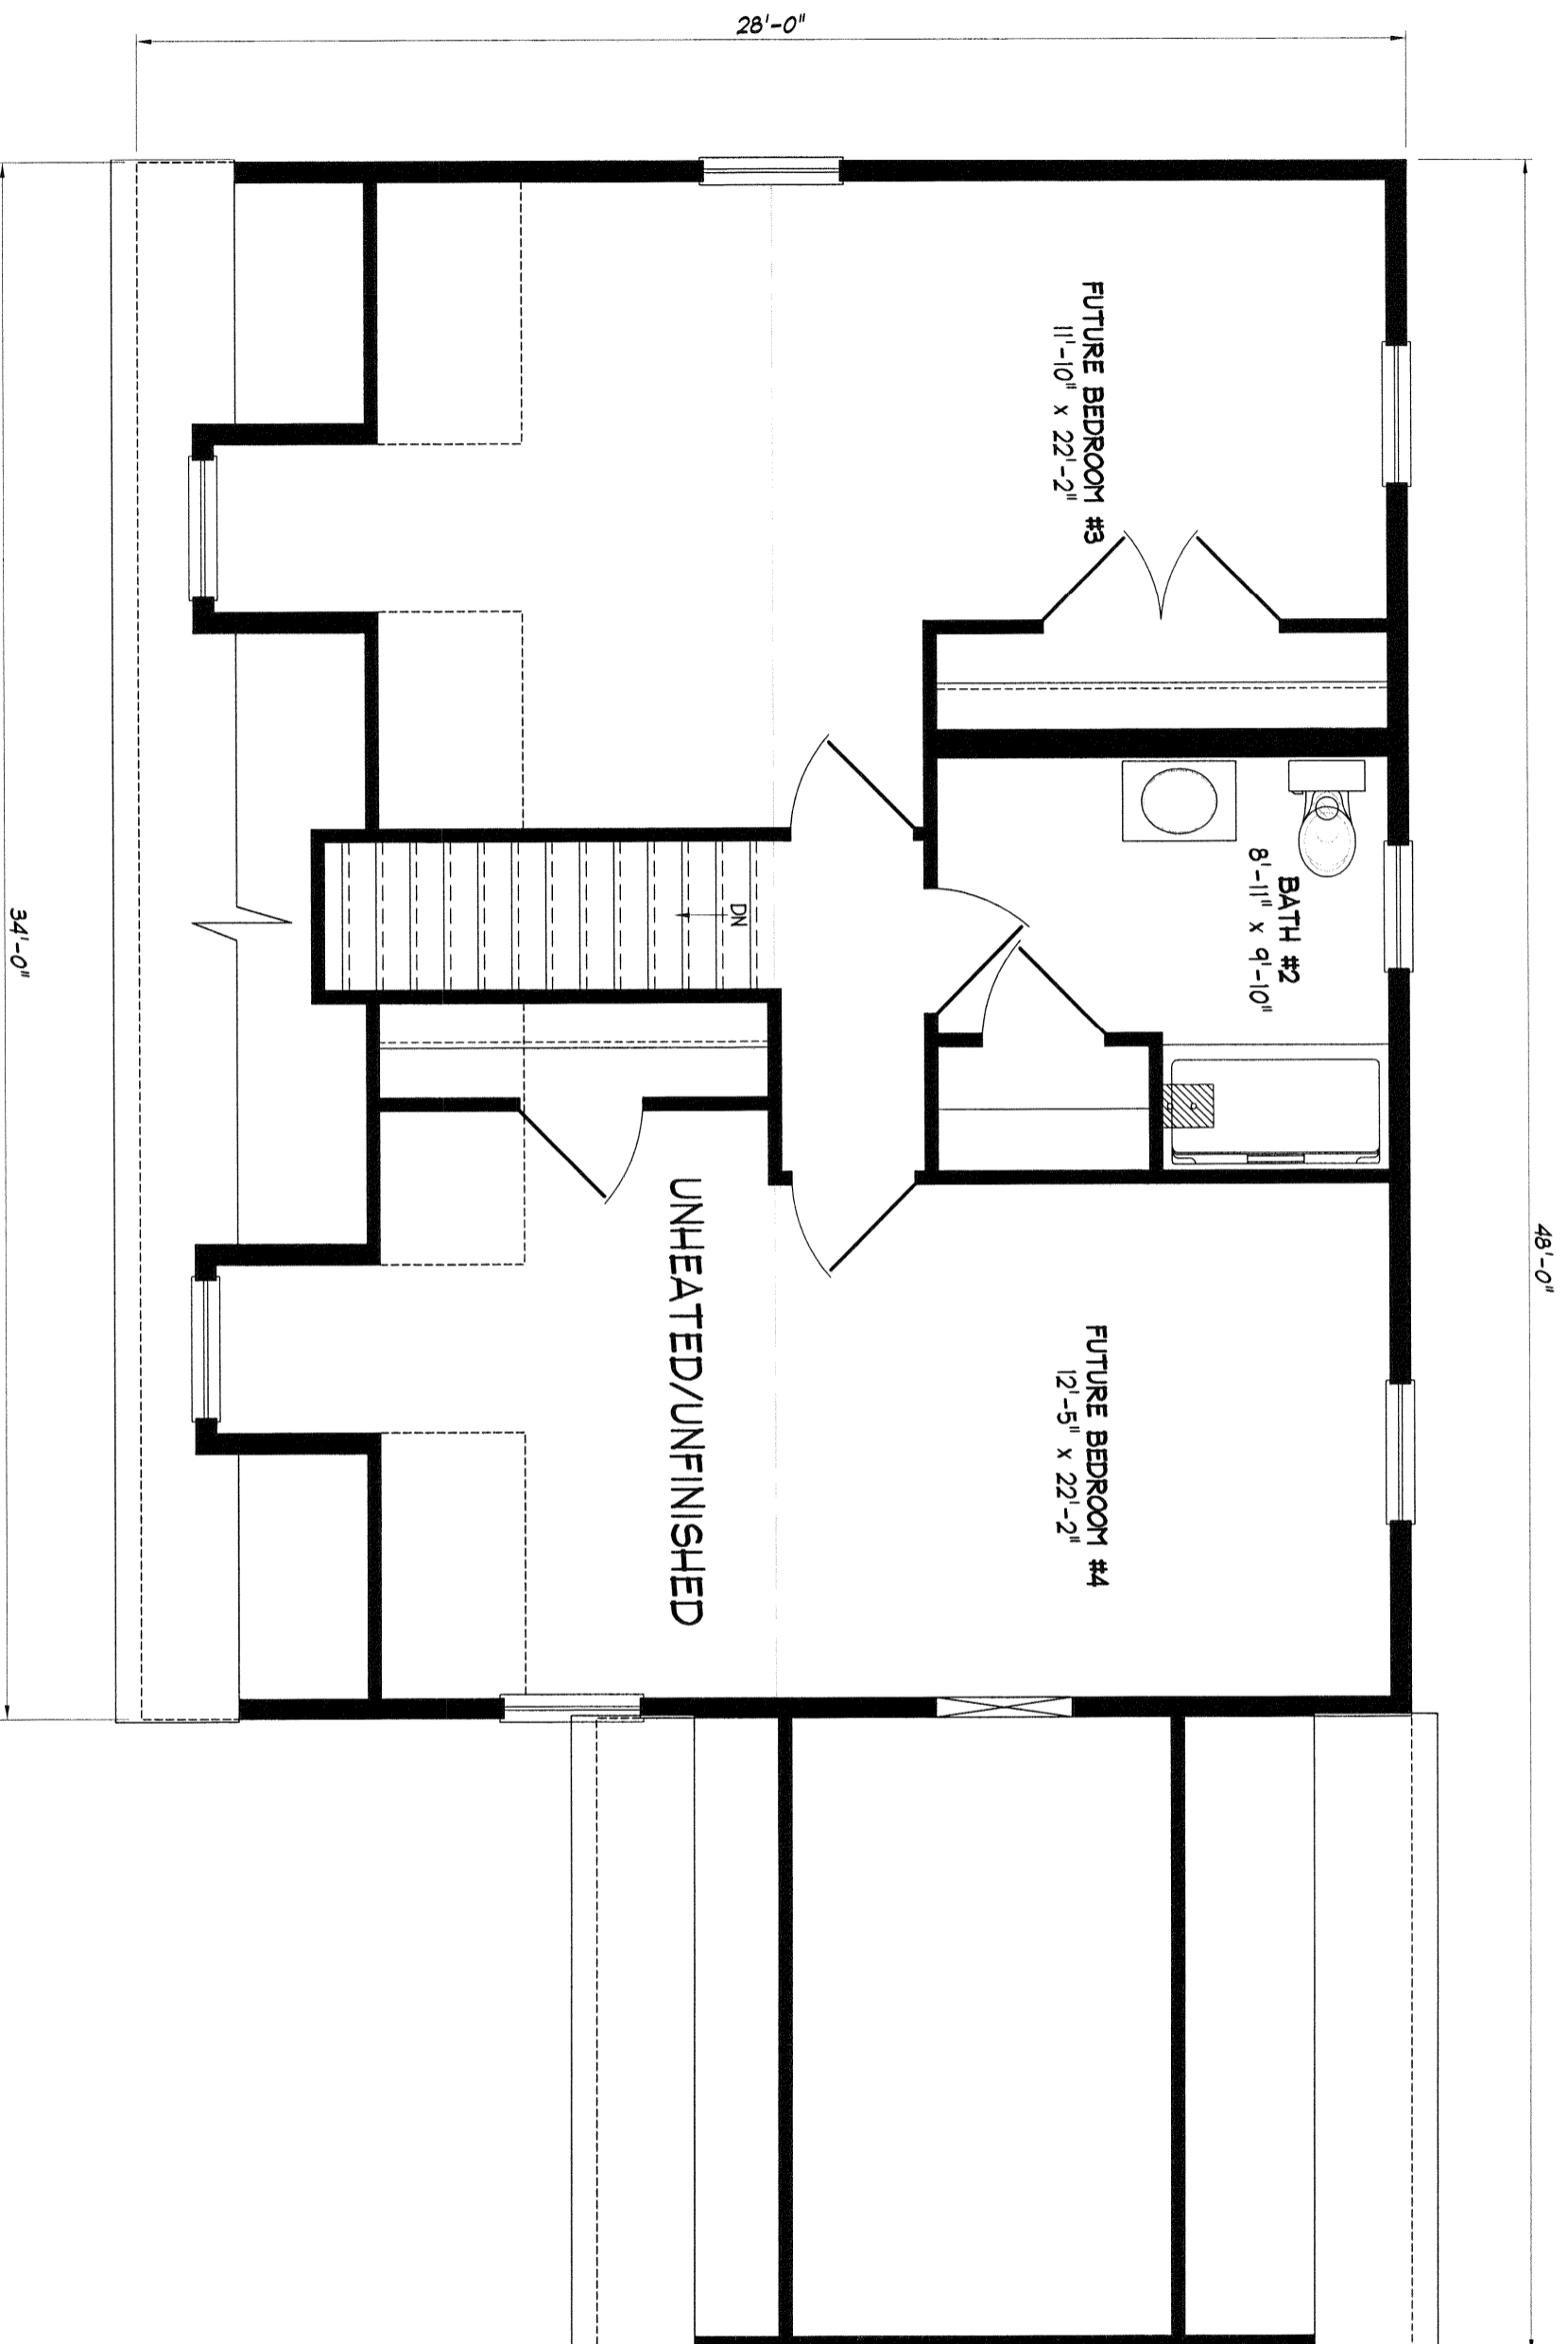 48'-0"
28'-0"
FUTURE BEDROOM #3
11'-10" x 22'-2"
BATH #2
8'-11" x 9'-10"
FUTURE BEDROOM #4
12'-5" x 22'-2"
DN
UNHEATED/UNFINISHED
34'-0"